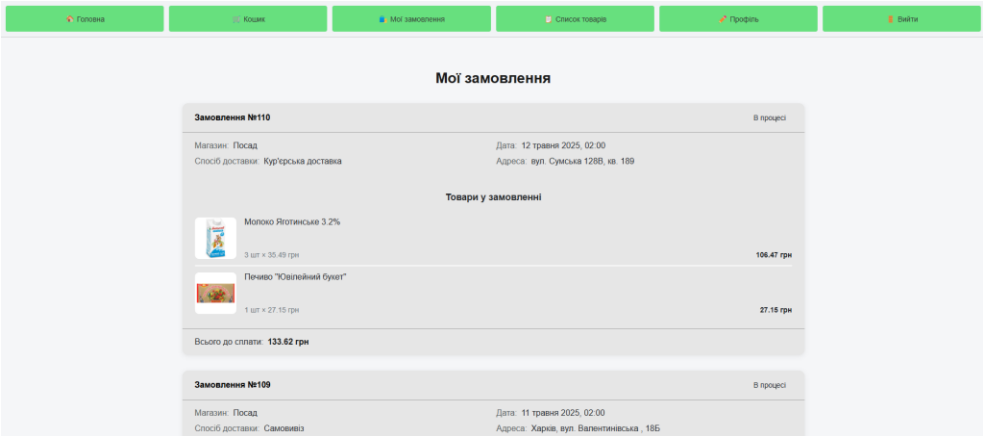 Головна Кошик Мої замовлення Список товарів Профіль Вийти
Мої замовлення
Замовлення №110 В процесі
Магазин: Посад Дата: 12 травня 2025, 02:00
Спосіб доставки: Кур'єрська доставка Адреса: вул. Сумська 128В, кв. 189
Товари у замовленні
Молоко Яготинське 3.2%
3 шт × 35.49 грн 106.47 грн
Печиво "Ювілейний букет"
1 шт × 27.15 грн 27.15 грн
Всього до сплати: 133.62 грн
Замовлення №109 В процесі
Магазин: Посад Дата: 11 травня 2025, 02:00
Спосіб доставки: Самовивіз Адреса: Харків, вул. Валентинівська , 18Б